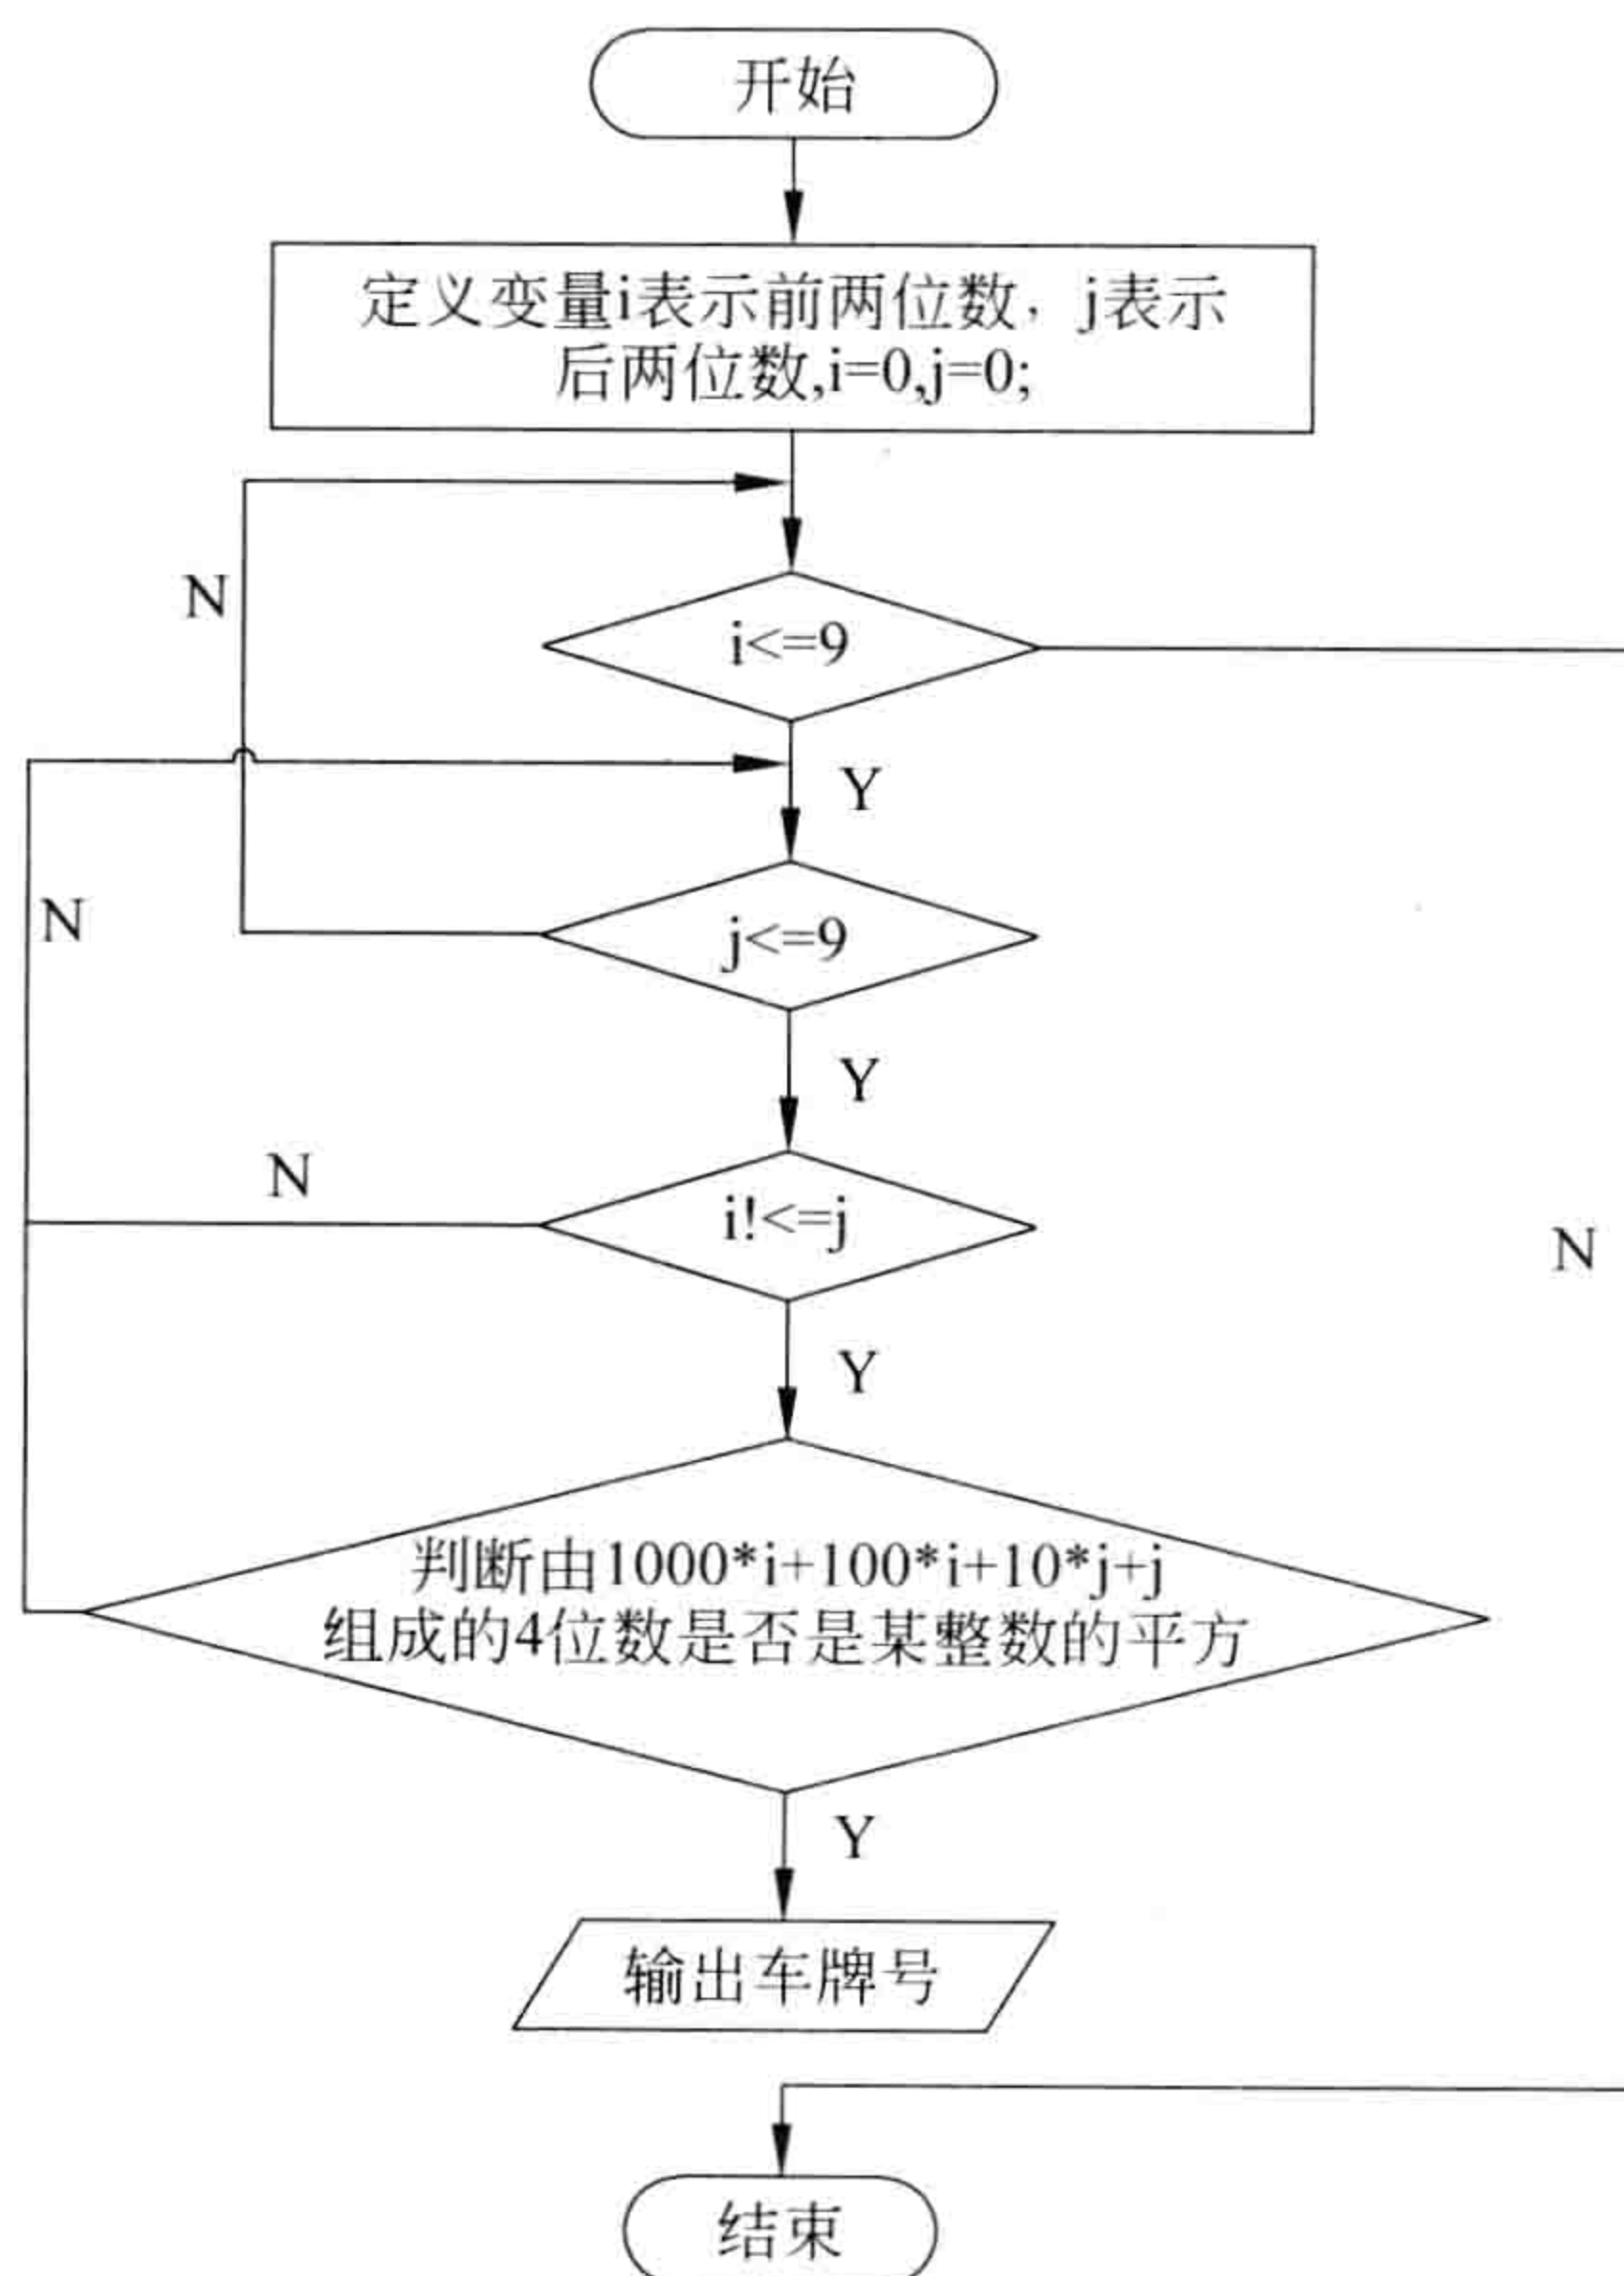 开始
定义变量i表示前两位数，j表示
后两位数,i=0,j=0;
N
i<=9
Y
N
j<=9
Y
N
i!<=j
N
Y
判断由1000*i+100*i+10*j+j
组成的4位数是否是某整数的平方
Y
输出车牌号
结束